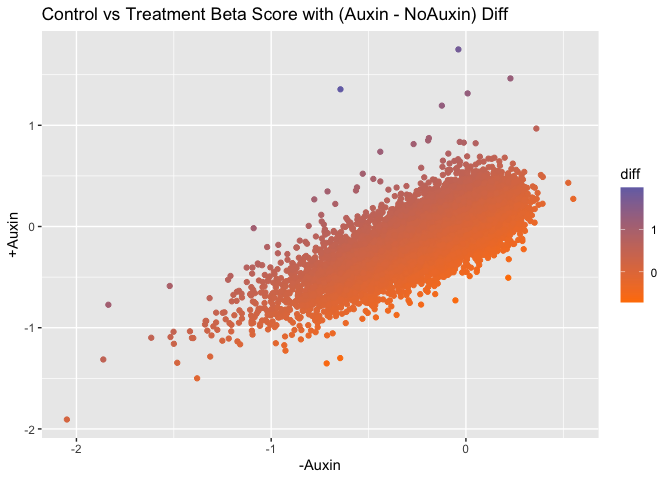 Control vs Treatment Beta Score with (Auxin - NoAuxin) Diff
+Auxin
1
0
-1
-2
-2
-1
0
-Auxin
diff
1
0